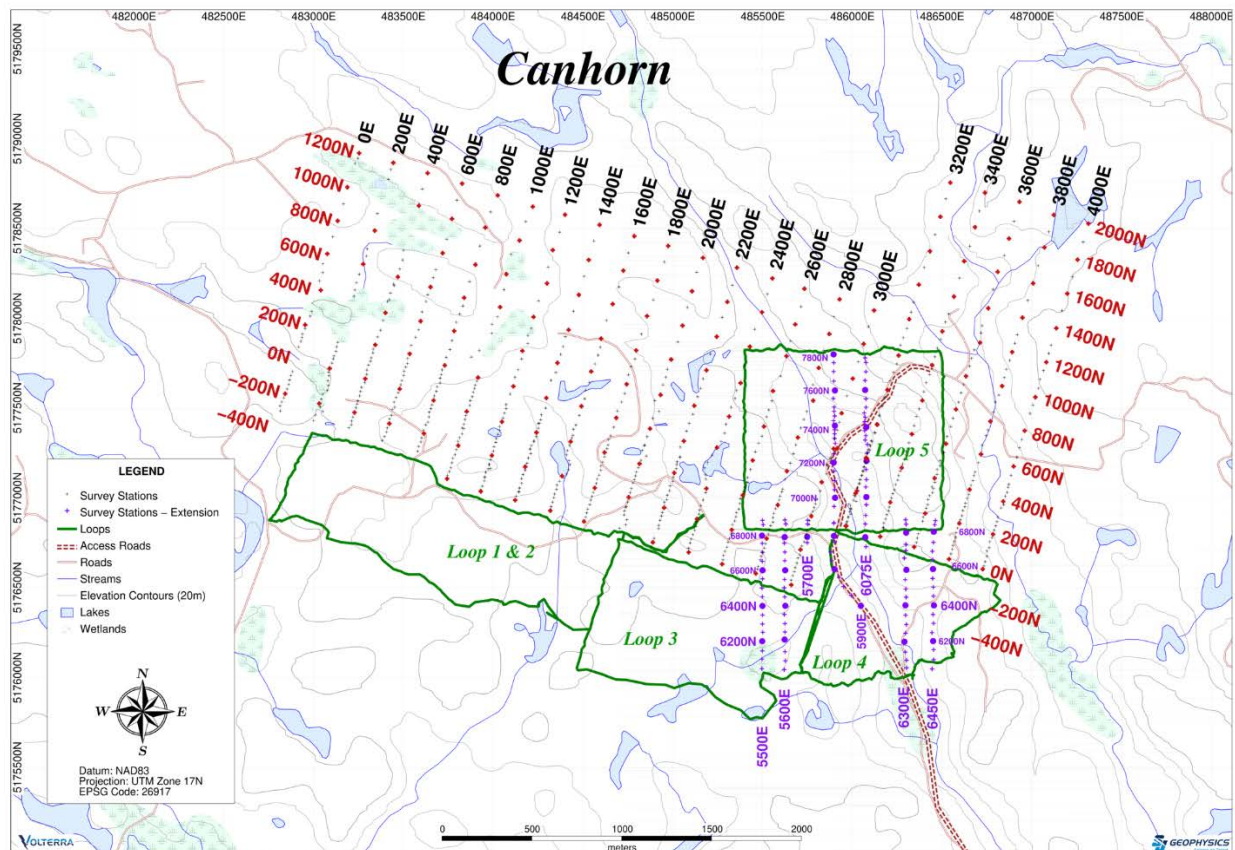 482000E 482500E 483000E 483500E 484000E 484500E 485000E 485500E 486000E 486500E 487000E 487500E 488000E
5179500N
5179000N
5178500N
5178000N
5177500N
5177000N
5176500N
5176000N
5175500N
Canhorn
0E
200E
400E
600E
800E
1000E
1200E
1400E
1600E
1800E
2000E
2200E
2400E
2600E
2800E
3000E
3200E
3400E
3600E
3800E
4000E
1200N
1000N
800N
600N
400N
200N
0N
−200N
−400N
2000N
1800N
1600N
1400N
1200N
1000N
800N
600N
400N
200N
0N
−200N
−400N
7800N
7600N
7400N
7200N
7000N
6800N
6600N
6400N
6200N
6800N
6600N
6400N
6200N
5500E
5600E
5700E
5900E
6075E
6300E
6450E
Loop 1 & 2
Loop 3
Loop 4
Loop 5
LEGEND
Survey Stations
Survey Stations − Extension
Loops
Access Roads
Roads
Streams
Elevation Contours (20m)
Lakes
Wetlands
N
W E
S
Datum: NAD83
Projection: UTM Zone 17N
EPSG Code: 26917
0 500 1000 1500 2000
meters
VOLTERRA
GEOPHYSICS